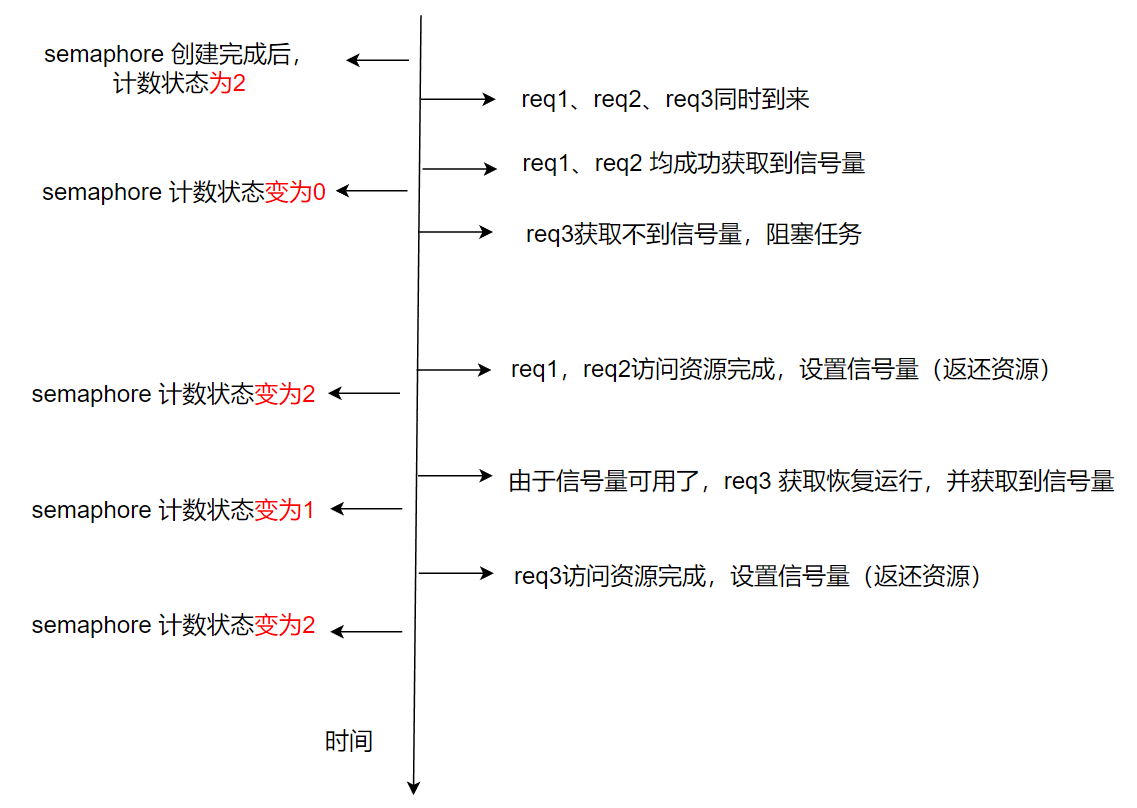 semaphore 创建完成后，
计数状态为2
req1、req2、req3同时到来
req1、req2 均成功获取到信号量
semaphore 计数状态变为0
req3获取不到信号量，阻塞任务
req1，req2访问资源完成，设置信号量（返还资源）
semaphore 计数状态变为2
由于信号量可用了，req3 获取恢复运行，并获取到信号量
semaphore 计数状态变为1
req3访问资源完成，设置信号量（返还资源）
semaphore 计数状态变为2
时间